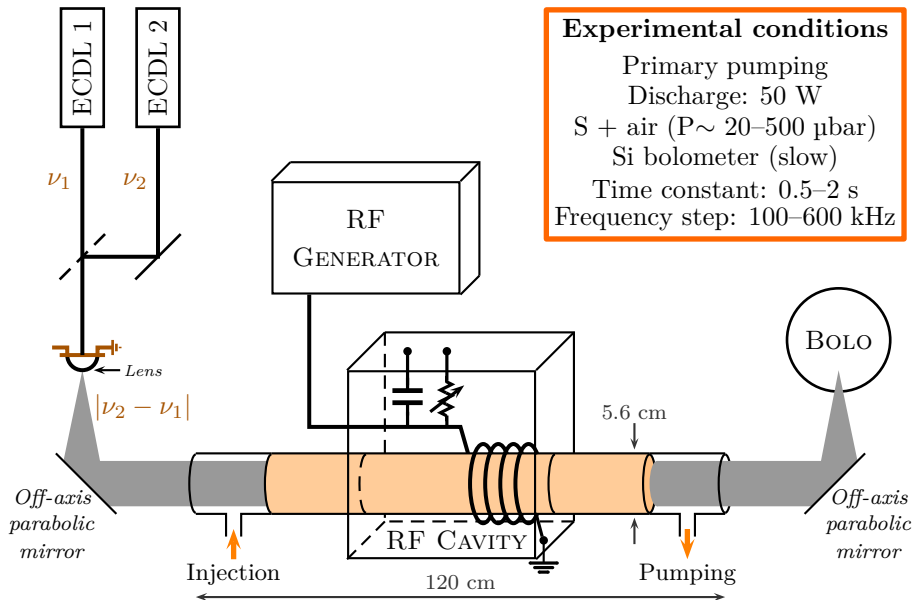 ECDL 1
ECDL 2
ν₁
ν₂
Experimental conditions
Primary pumping
Discharge: 50 W
S + air (P∼ 20–500 µbar)
Si bolometer (slow)
Time constant: 0.5–2 s
Frequency step: 100–600 kHz
RF
GENERATOR
BOLO
Lens
|ν₂ − ν₁|
5.6 cm
Off-axis
parabolic
mirror
Off-axis
parabolic
mirror
RF CAVITY
Injection
Pumping
120 cm